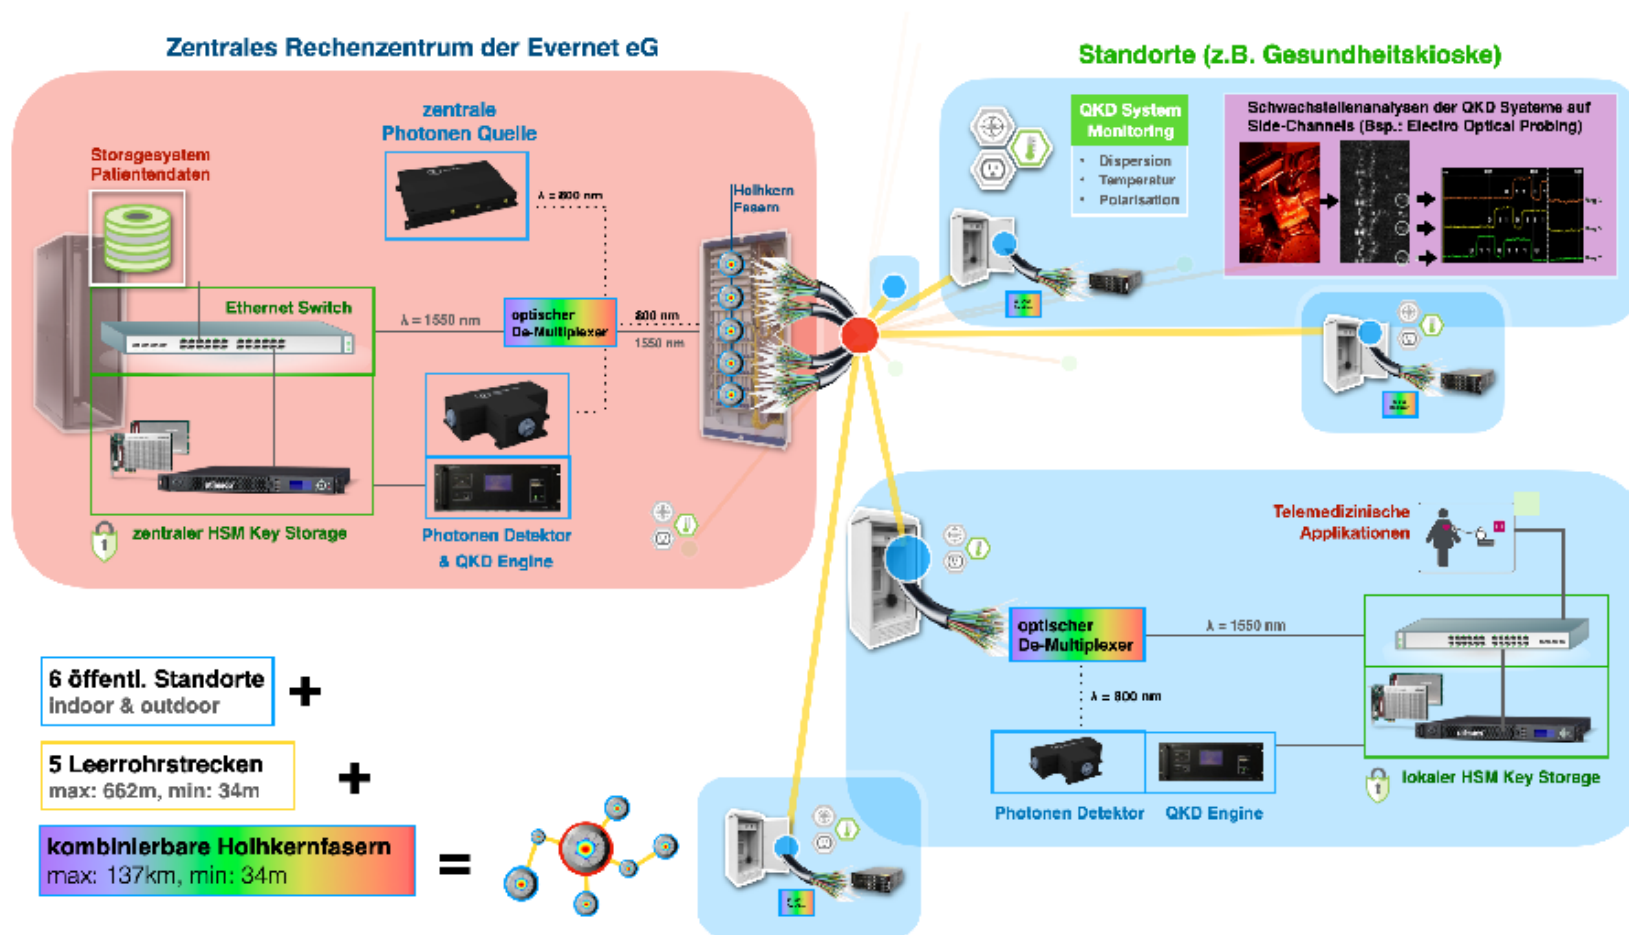 Zentrales Rechenzentrum der Evernet eG
Standorte (z.B. Gesundheitskioske)
zentrale
Photonen Quelle
Storagesystem
Patientendaten
λ = 800 nm
Hohlkern
Fasern
Ethernet Switch
λ = 1550 nm
optischer
De-Multiplexer
800 nm
1550 nm
zentraler HSM Key Storage
Photonen Detektor
& QKD Engine
QKD System
Monitoring
• Dispersion
• Temperatur
• Polarisation
Schwachstellenanalysen der QKD Systeme auf
Side-Channels (Bsp.: Electro Optical Probing)
Telemedizinische
Applikationen
optischer
De-Multiplexer
λ = 1550 nm
λ = 800 nm
Photonen Detektor
QKD Engine
lokaler HSM Key Storage
6 öffentl. Standorte
indoor & outdoor
+
5 Leerrohrstrecken
max: 662m, min: 34m
+
kombinierbare Holhkernfasern
max: 137km, min: 34m
=